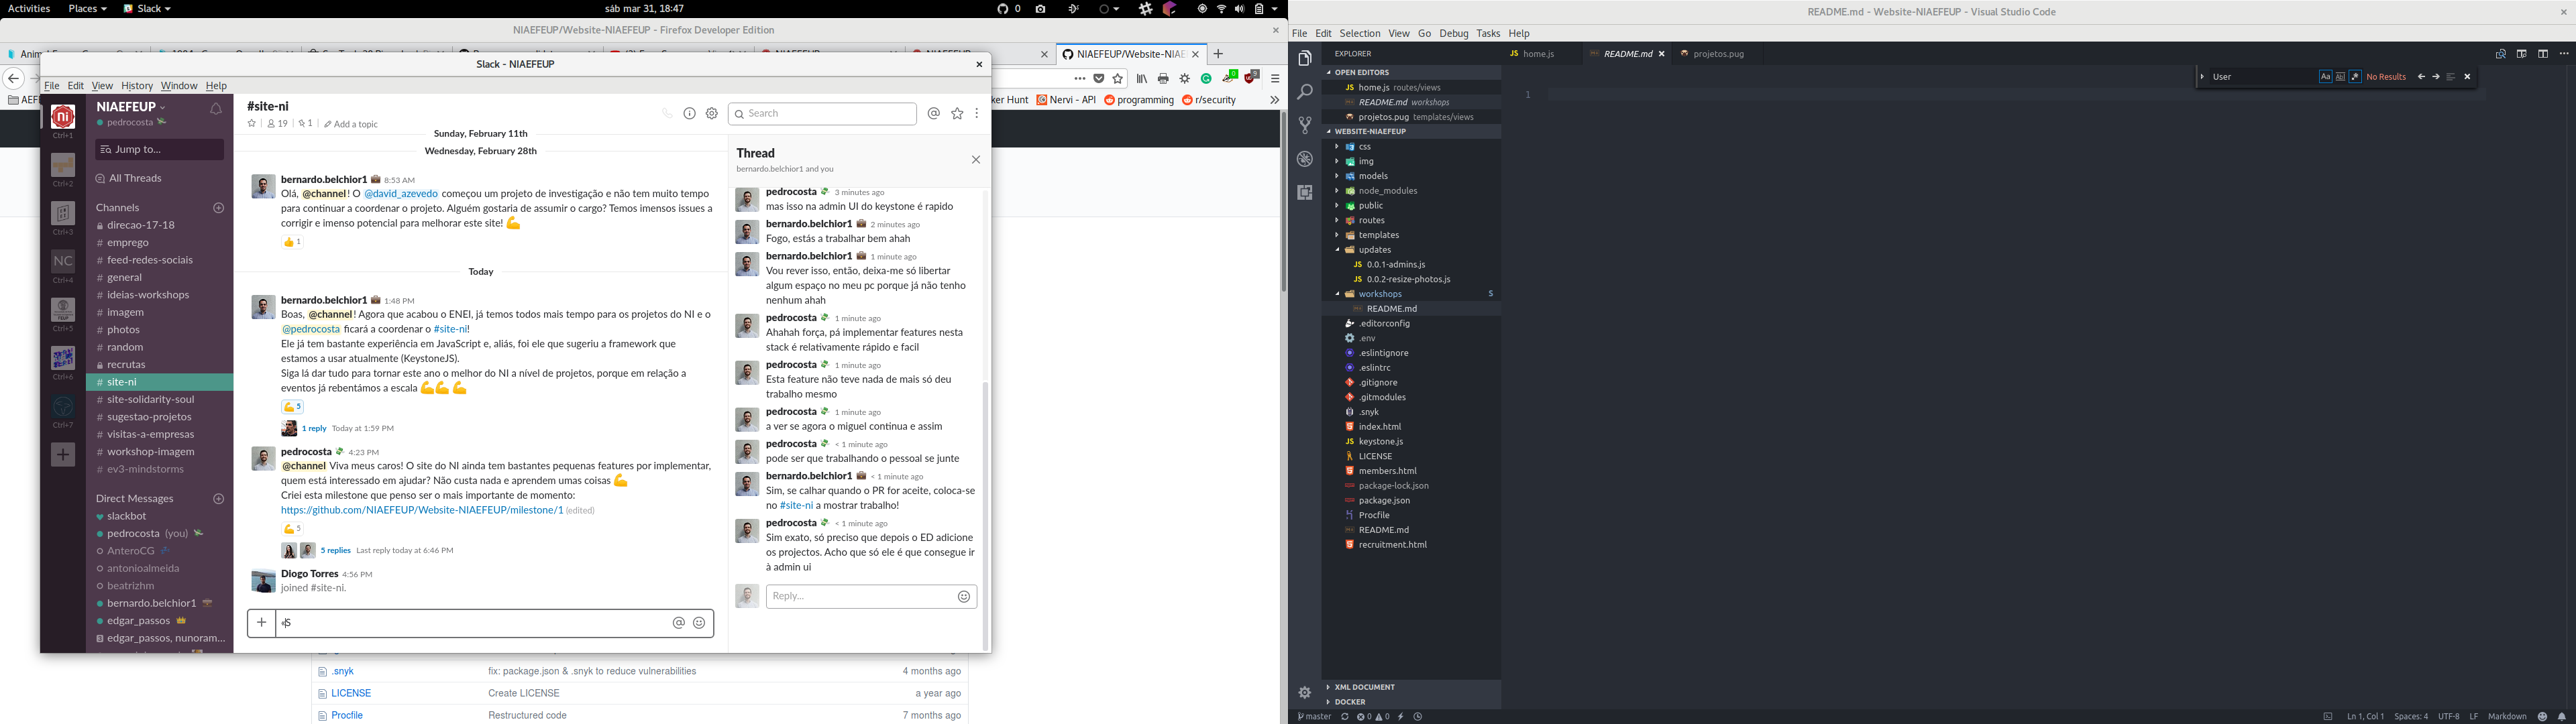 Activities Places Slack sáb mar 31, 18:47 0
NIAEFEUP/Website-NIAEFEUP - Firefox Developer Edition
NIAEFEUP/Website-NIAE
Slack - NIAEFEUP
File Edit View History Window Help
ker Hunt Nervi - API programming r/security
NIAEFEUP
pedrocosta
Jump to...
All Threads
Channels
direcao-17-18
# emprego
# feed-redes-sociais
# general
# ideias-workshops
# imagem
# photos
# random
recrutas
# site-ni
# site-solidarity-soul
# sugestao-projetos
# visitas-a-empresas
# workshop-imagem
# ev3-mindstorms
Direct Messages
slackbot
pedrocosta (you)
AnteroCG
antonioalmeida
beatrizhm
bernardo.belchior1
edgar_passos
edgar_passos, nunoram...
Ctrl+1
Ctrl+2
Ctrl+3
NC
Ctrl+4
Ctrl+5
Ctrl+6
Ctrl+7
#site-ni
19 1 Add a topic
Search
Sunday, February 11th
Wednesday, February 28th
bernardo.belchior1 8:53 AM
Olá, @channel! O @david_azevedo começou um projeto de investigação e não tem muito tempo
para continuar a coordenar o projeto. Alguém gostaria de assumir o cargo? Temos imensos issues a
corrigir e imenso potencial para melhorar este site! 💪
👍 1
Today
bernardo.belchior1 1:48 PM
Boas, @channel! Agora que acabou o ENEI, já temos todos mais tempo para os projetos do NI e o
@pedrocosta ficará a coordenar o #site-ni!
Ele já tem bastante experiência em JavaScript e, aliás, foi ele que sugeriu a framework que
estamos a usar atualmente (KeystoneJS).
Siga lá dar tudo para tornar este ano o melhor do NI a nível de projetos, porque em relação a
eventos já rebentámos a escala 💪💪💪
💪 5
1 reply Today at 1:59 PM
pedrocosta 4:23 PM
@channel Viva meus caros! O site do NI ainda tem bastantes pequenas features por implementar,
quem está interessado em ajudar? Não custa nada e aprendem umas coisas 💪
Criei esta milestone que penso ser o mais importante de momento:
https://github.com/NIAEFEUP/Website-NIAEFEUP/milestone/1 (edited)
💪 5
5 replies Last reply today at 6:46 PM
Diogo Torres 4:56 PM
joined #site-ni.
Thread
bernardo.belchior1 and you
pedrocosta 3 minutes ago
mas isso na admin UI do keystone é rapido
bernardo.belchior1 2 minutes ago
Fogo, estás a trabalhar bem ahah
bernardo.belchior1 1 minute ago
Vou rever isso, então, deixa-me só libertar
algum espaço no meu pc porque já não tenho
nenhum ahah
pedrocosta 1 minute ago
Ahahah força, pá implementar features nesta
stack é relativamente rápido e facil
pedrocosta 1 minute ago
Esta feature não teve nada de mais só deu
trabalho mesmo
pedrocosta 1 minute ago
a ver se agora o miguel continua e assim
pedrocosta < 1 minute ago
pode ser que trabalhando o pessoal se junte
bernardo.belchior1 < 1 minute ago
Sim, se calhar quando o PR for aceite, coloca-se
no #site-ni a mostrar trabalho!
pedrocosta < 1 minute ago
Sim exato, só preciso que depois o ED adicione
os projectos. Acho que só ele é que consegue ir
à admin ui
Reply...
.snyk fix: package.json & .snyk to reduce vulnerabilities 4 months ago
LICENSE Create LICENSE a year ago
Procfile Restructured code 7 months ago
README.md - Website-NIAEFEUP - Visual Studio Code
File Edit Selection View Go Debug Tasks Help
EXPLORER
OPEN EDITORS
home.js routes/views
README.md workshops
projetos.pug templates/views
WEBSITE-NIAEFEUP
css
img
models
node_modules
public
routes
templates
updates
JS 0.0.1-admins.js
JS 0.0.2-resize-photos.js
workshops S
README.md
.editorconfig
.env
.eslintignore
.eslintrc
.gitignore
.gitmodules
.snyk
index.html
JS keystone.js
LICENSE
members.html
package-lock.json
package.json
Procfile
README.md
recruitment.html
XML DOCUMENT
DOCKER
JS home.js README.md projetos.pug
User Aa No Results
1
master 0 0 Ln 1, Col 1 Spaces: 4 UTF-8 LF Markdown